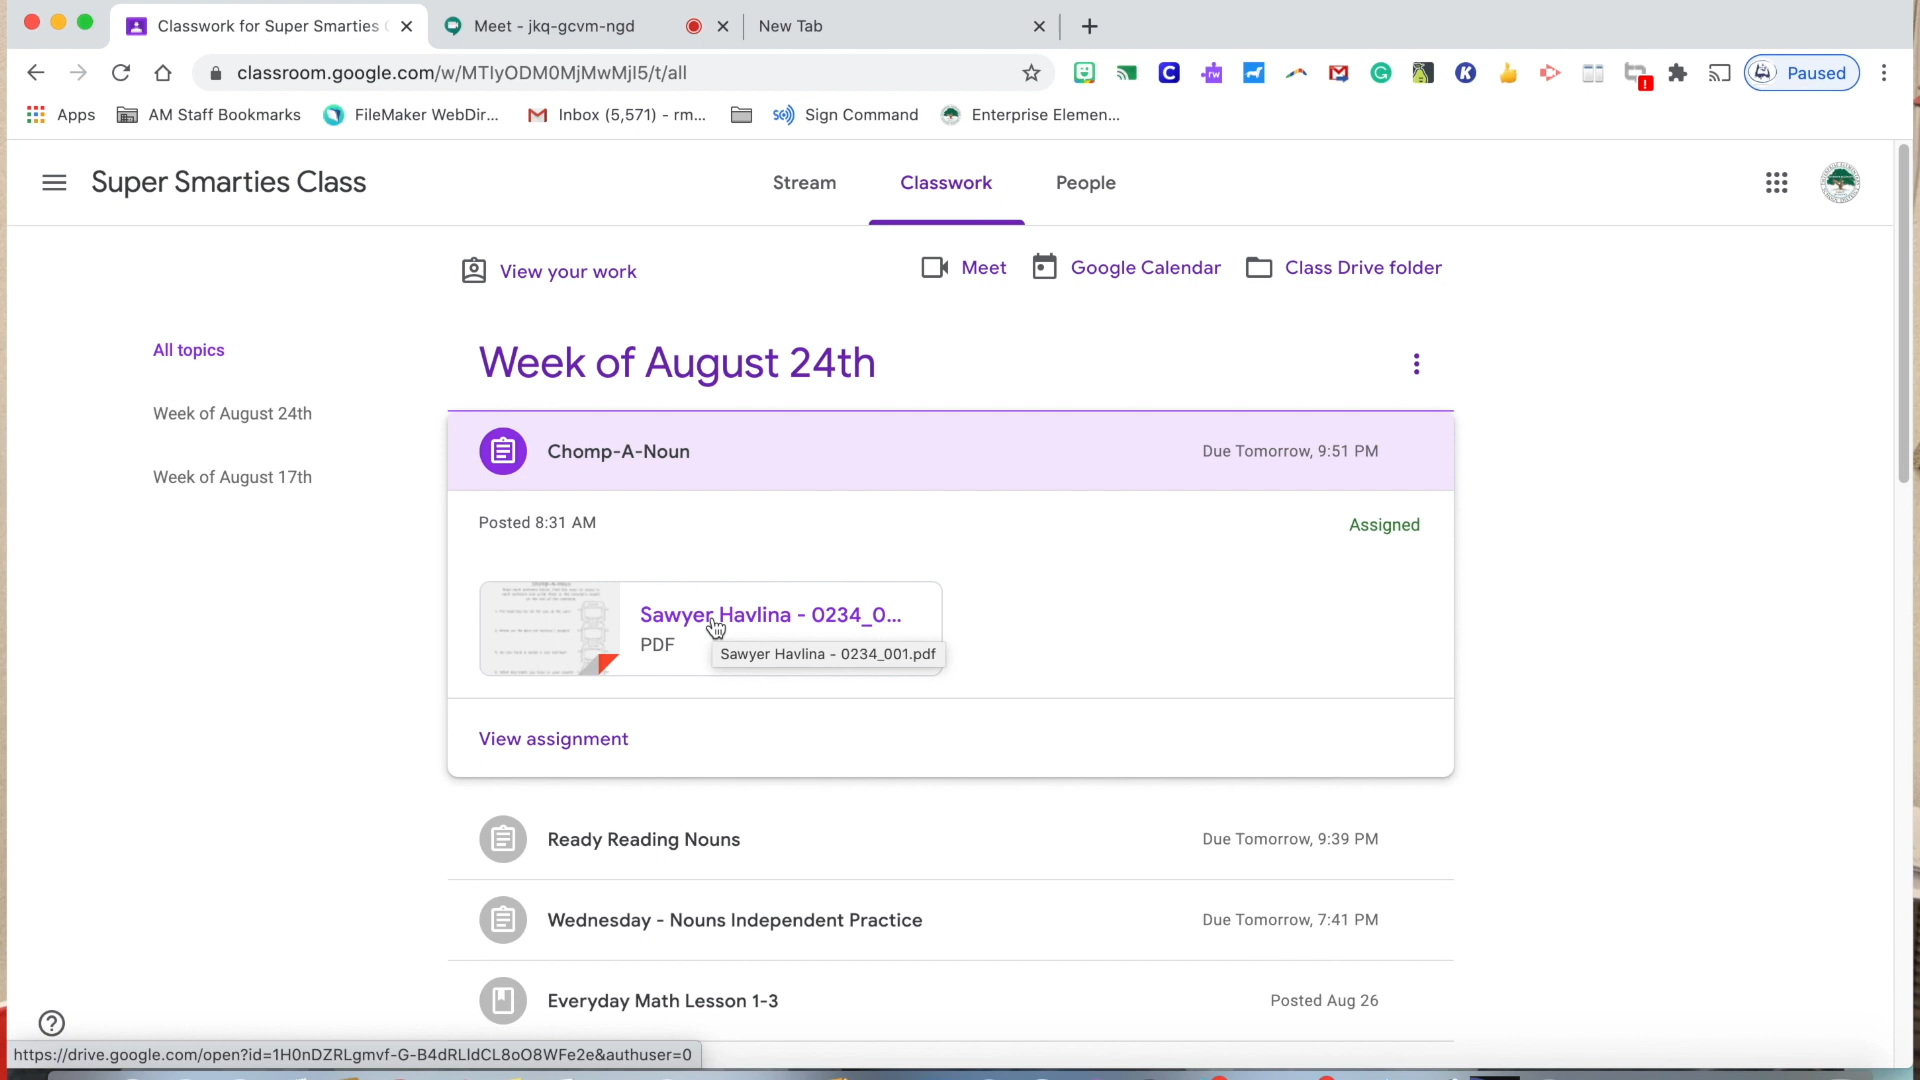 Classwork for Super Smarties
Meet - jkq-gcvm-ngd
New Tab
classroom.google.com/w/MTIyODM0MjMwMjI5/t/all
Paused
Apps
AM Staff Bookmarks
FileMaker WebDir...
Inbox (5,571) - rm...
Sign Command
Enterprise Elemen...
Super Smarties Class
Stream
Classwork
People
View your work
Meet
Google Calendar
Class Drive folder
All topics
Week of August 24th
Week of August 17th
Week of August 24th
Chomp-A-Noun
Due Tomorrow, 9:51 PM
Posted 8:31 AM
Assigned
Sawyer Havlina - 0234_0...
PDF
Sawyer Havlina - 0234_001.pdf
View assignment
Ready Reading Nouns
Due Tomorrow, 9:39 PM
Wednesday - Nouns Independent Practice
Due Tomorrow, 7:41 PM
Everyday Math Lesson 1-3
Posted Aug 26
https://drive.google.com/open?id=1H0nDZRLgmvf-G-B4dRLIdCL8oO8WFe2e&authuser=0